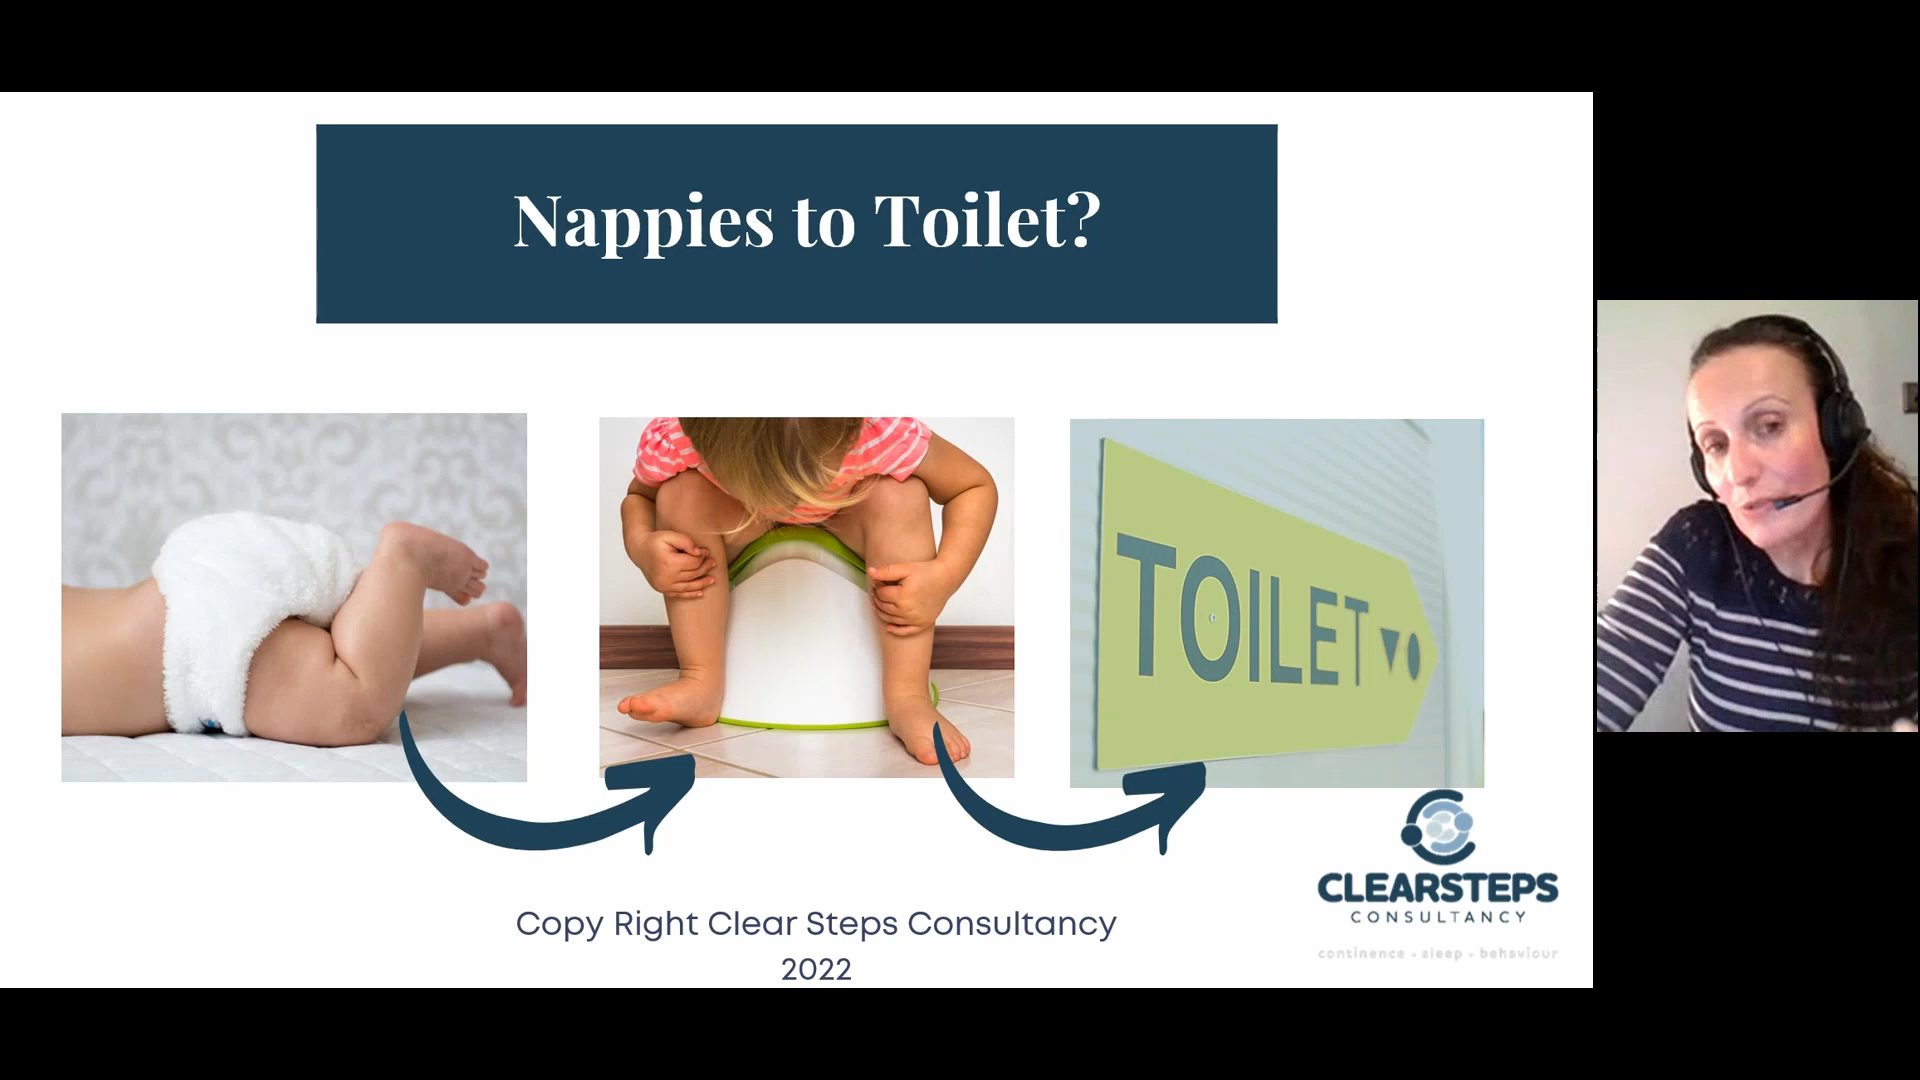 Nappies to Toilet?
TOILET
Copy Right Clear Steps Consultancy
2022
CLEARSTEPS
CONSULTANCY
continence • sleep • behaviour